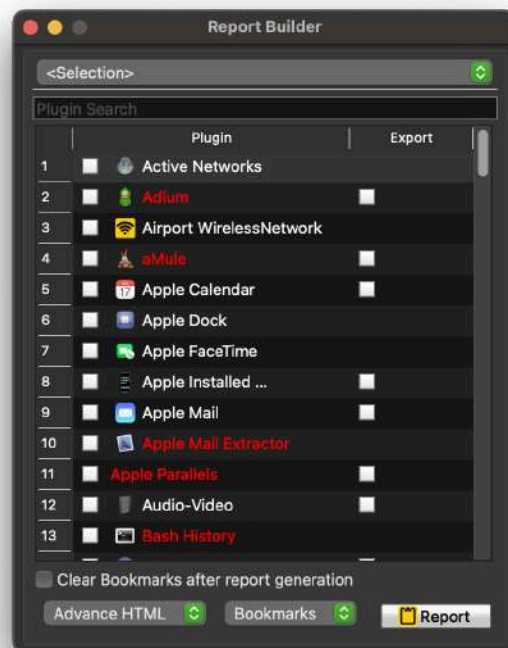 Report Builder
<Selection>
Plugin Search
Plugin Export
1 Active Networks
2 Adium
3 Airport WirelessNetwork
4 aMule
5 17 Apple Calendar
6 Apple Dock
7 Apple FaceTime
8 Apple Installed ...
9 Apple Mail
10 Apple Mail Extractor
11 Apple Parallels
12 Audio-Video
13 Bash History
Clear Bookmarks after report generation
Advance HTML Bookmarks Report